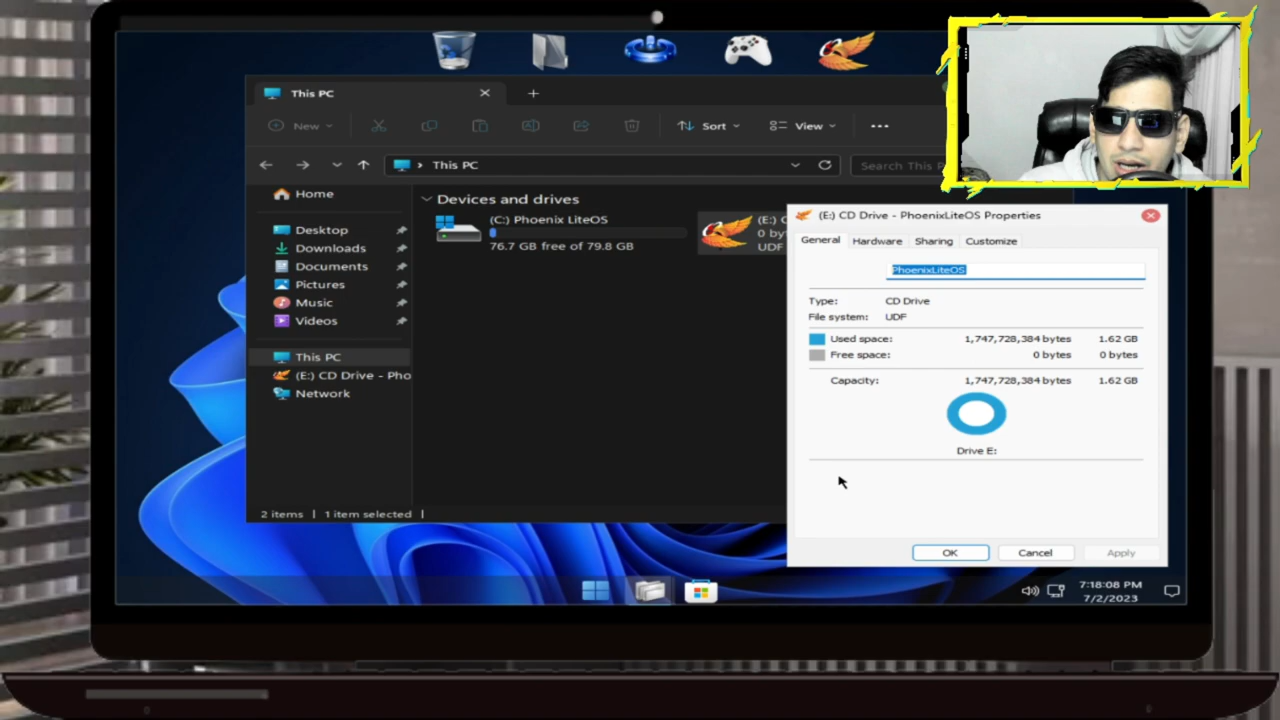 This PC
New
Sort
View
This PC
Search This
Home
Desktop
Downloads
Documents
Pictures
Music
Videos
This PC
(E:) CD Drive - Pho
Network
Devices and drives
(C:) Phoenix LiteOS
76.7 GB free of 79.8 GB
(E:) C
0 by
UDF
2 items | 1 item selected |
(E:) CD Drive - PhoenixLiteOS Properties
General Hardware Sharing Customize
PhoenixLiteOS
Type: CD Drive
File system: UDF
Used space: 1,747,728,384 bytes 1.62 GB
Free space: 0 bytes 0 bytes
Capacity: 1,747,728,384 bytes 1.62 GB
Drive E:
OK Cancel Apply
7:18:08 PM
7/2/2023